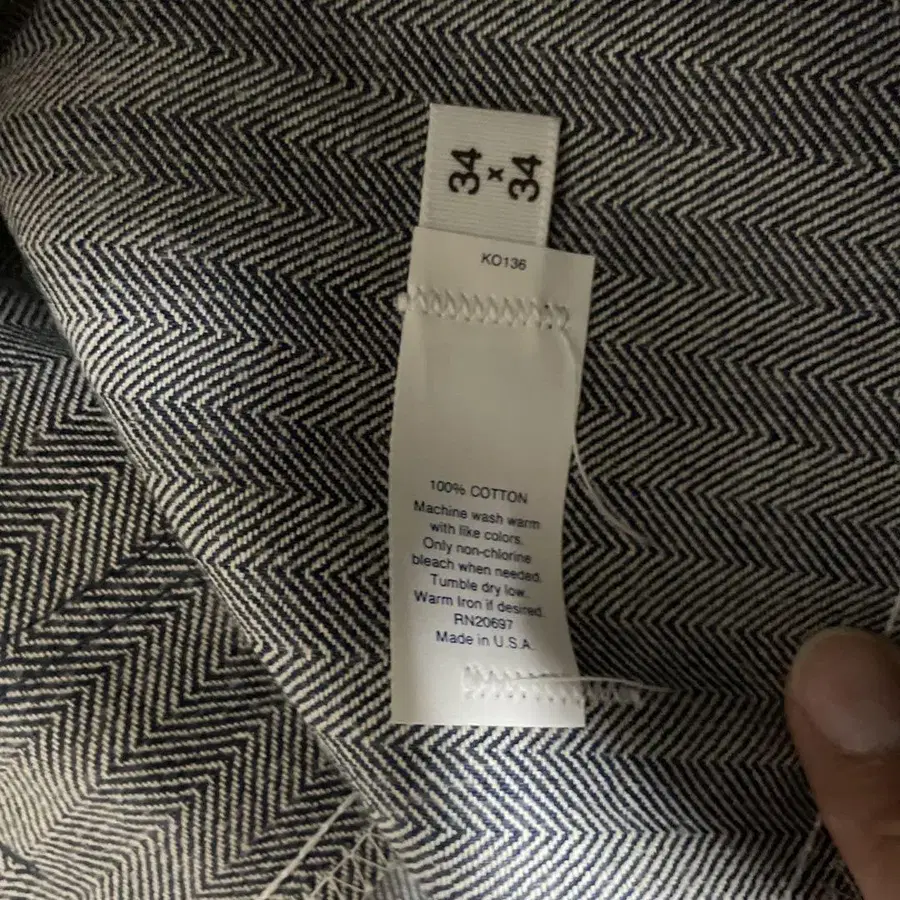 34 x 34
KO136
100% COTTON
Machine wash warm
with like colors.
Only non-chlorine
bleach when needed.
Tumble dry low.
Warm Iron if desired.
RN20697
Made in U.S.A.